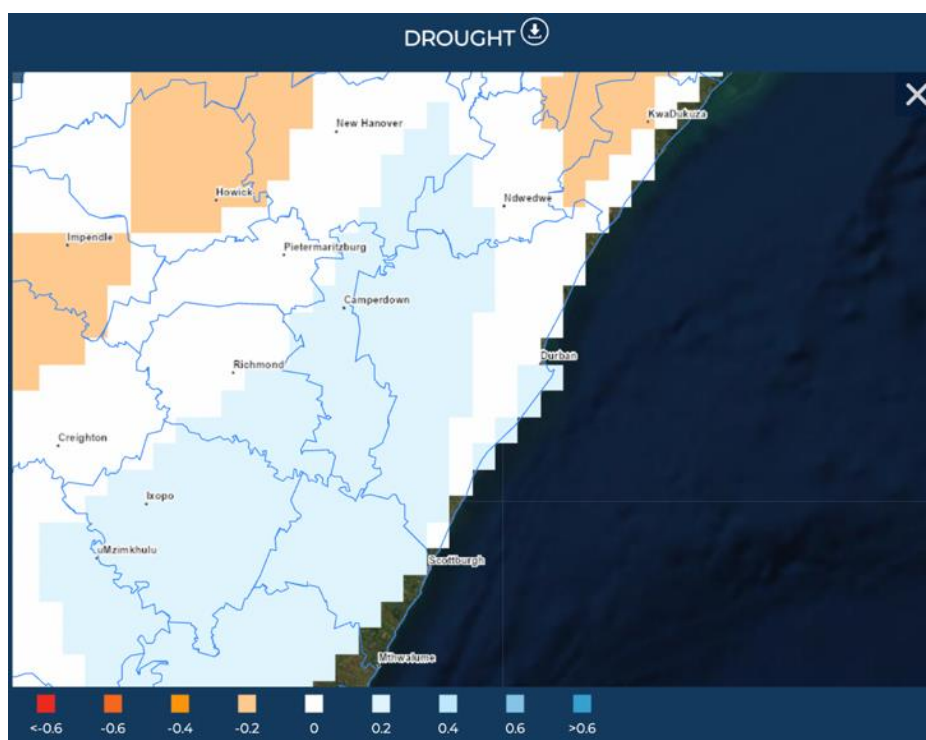 DROUGHT
KwaDukuza
New Hanover
Howick
Ndwedwe
Impendle
Pietermaritzburg
Camperdown
Durban
Richmond
Creighton
Ixopo
uMzimkhulu
Scottburgh
Mthwalume
<-0.6 -0.6 -0.4 -0.2 0 0.2 0.4 0.6 >0.6